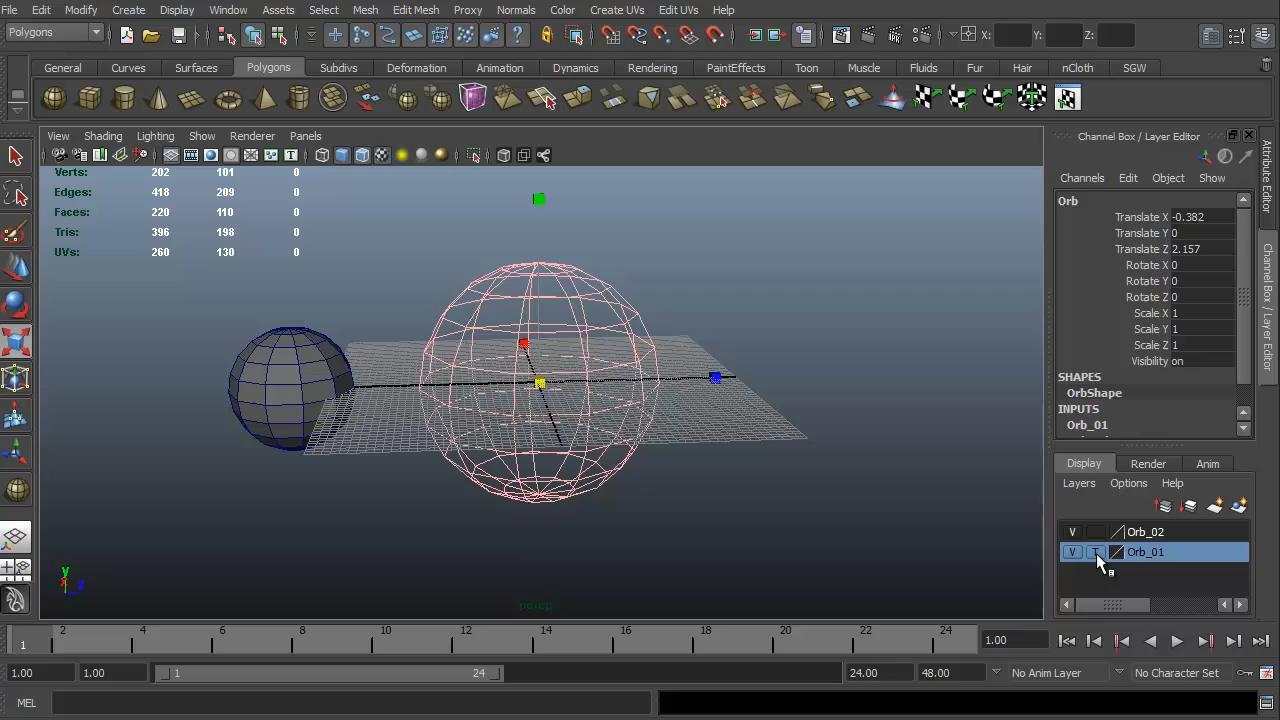 File Edit Modify Create Display Window Assets Select Mesh Edit Mesh Proxy Normals Color Create UVs Edit UVs Help
Polygons X: Y: Z:
General Curves Surfaces Polygons Subdivs Deformation Animation Dynamics Rendering PaintEffects Toon Muscle Fluids Fur Hair nCloth SGW
View Shading Lighting Show Renderer Panels
Verts: 202 101 0
Edges: 418 209 0
Faces: 220 110 0
Tris: 396 198 0
UVs: 260 130 0
y
x z
persp
Channel Box / Layer Editor
Channels Edit Object Show
Orb
Translate X -0.382
Translate Y 0
Translate Z 2.157
Rotate X 0
Rotate Y 0
Rotate Z 0
Scale X 1
Scale Y 1
Scale Z 1
Visibility on
SHAPES
OrbShape
INPUTS
Orb_01
Display Render Anim
Layers Options Help
V Orb_02
V T Orb_01
Attribute Editor
Channel Box / Layer Editor
1 2 4 6 8 10 12 14 16 18 20 22 24 1.00
1.00 1.00 1 24 24.00 48.00 No Anim Layer No Character Set
MEL